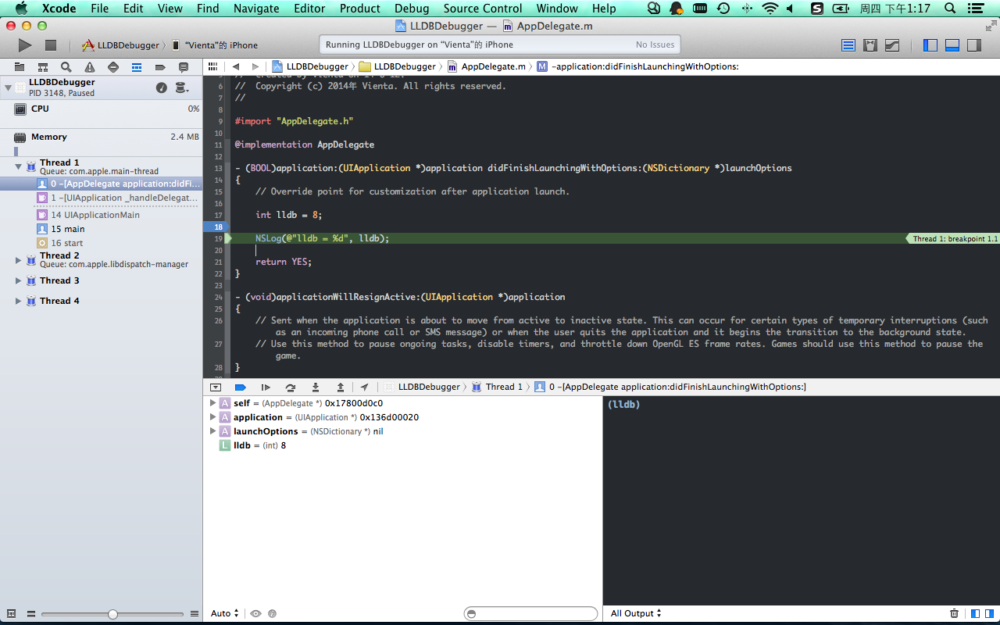 Xcode File Edit View Find Navigate Editor Product Debug Source Control Window Help 周四 下午1:17
LLDBDebugger — AppDelegate.m
LLDBDebugger 〉 “Vienta”的 iPhone
Running LLDBDebugger on “Vienta”的 iPhone No Issues
LLDBDebugger 〉 LLDBDebugger 〉 AppDelegate.m 〉 M -application:didFinishLaunchingWithOptions:
LLDBDebugger
PID 3148, Paused
CPU 0%
Memory 2.4 MB
Thread 1
Queue: com.apple.main-thread
0 -[AppDelegate application:didFi...
1 -[UIApplication _handleDelegat...
14 UIApplicationMain
15 main
16 start
Thread 2
Queue: com.apple.libdispatch-manager
Thread 3
Thread 4
6 //  Copyright (c) 2014年 Vienta. All rights reserved.
7 //
8
9 #import "AppDelegate.h"
10
11 @implementation AppDelegate
12
13 - (BOOL)application:(UIApplication *)application didFinishLaunchingWithOptions:(NSDictionary *)launchOptions
14 {
15 // Override point for customization after application launch.
16
17 int lldb = 8;
18
19 NSLog(@"lldb = %d", lldb); Thread 1: breakpoint 1.1
20
21 return YES;
22 }
23
24 - (void)applicationWillResignActive:(UIApplication *)application
25 {
26 // Sent when the application is about to move from active to inactive state. This can occur for certain types of temporary interruptions (such
as an incoming phone call or SMS message) or when the user quits the application and it begins the transition to the background state.
27 // Use this method to pause ongoing tasks, disable timers, and throttle down OpenGL ES frame rates. Games should use this method to pause the
game.
28 }
LLDBDebugger 〉 Thread 1 〉 0 -[AppDelegate application:didFinishLaunchingWithOptions:]
A self = (AppDelegate *) 0x17800d0c0
A application = (UIApplication *) 0x136d00020
A launchOptions = (NSDictionary *) nil
L lldb = (int) 8
(lldb)
Auto
All Output